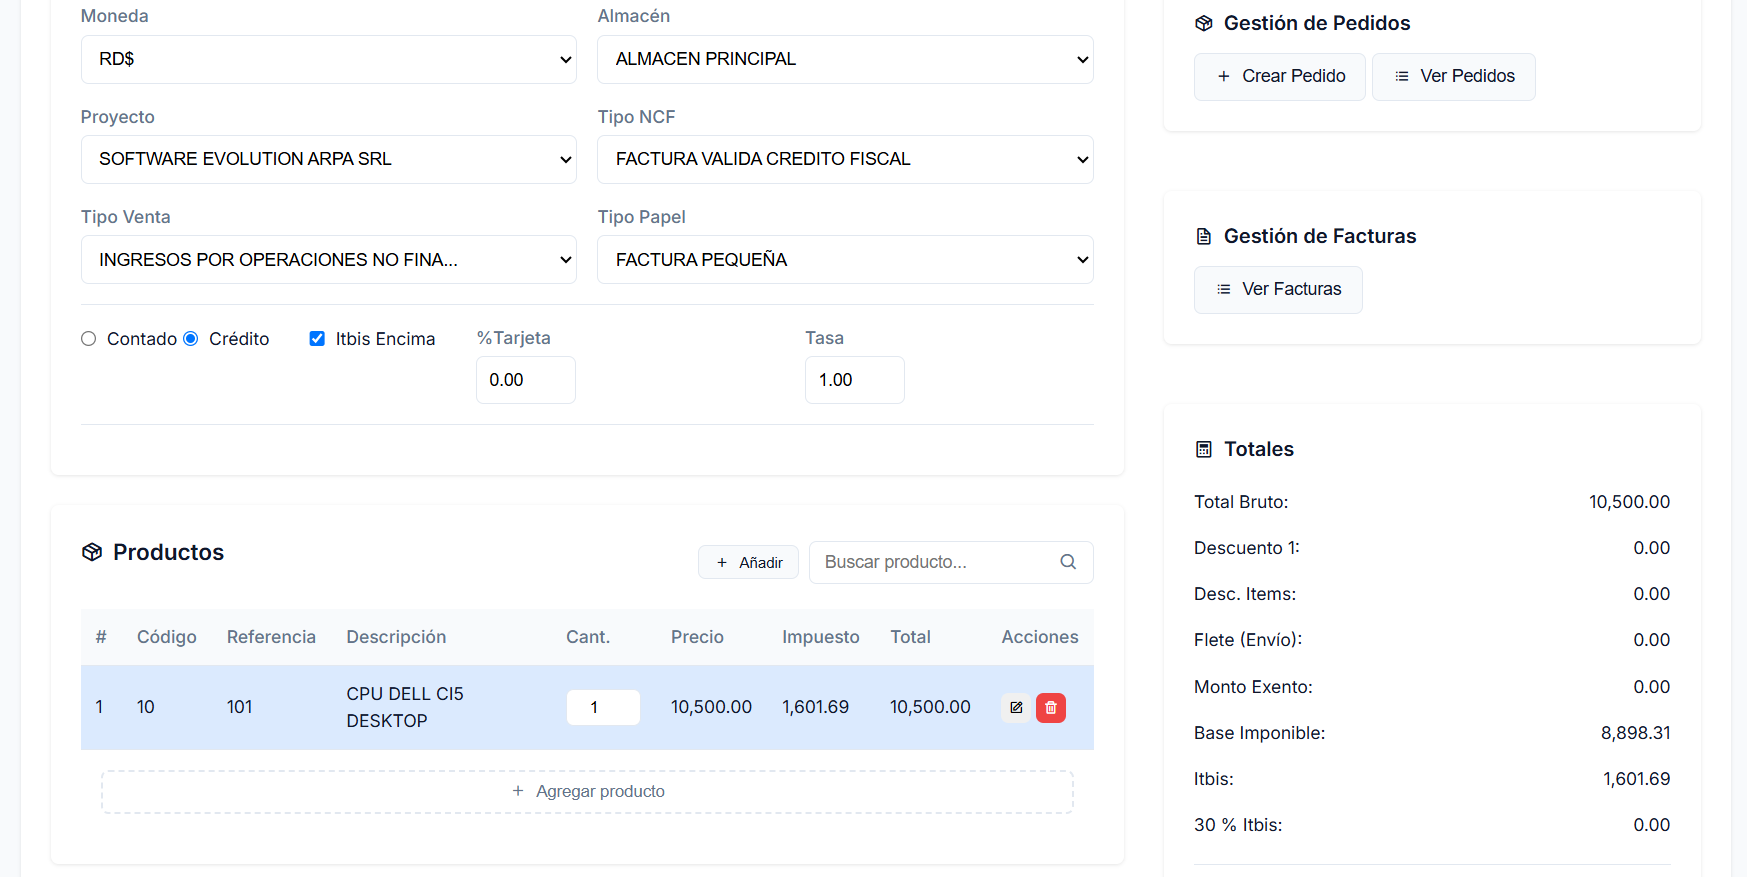 Moneda
Almacén
RD$
ALMACEN PRINCIPAL
Proyecto
Tipo NCF
SOFTWARE EVOLUTION ARPA SRL
FACTURA VALIDA CREDITO FISCAL
Tipo Venta
Tipo Papel
INGRESOS POR OPERACIONES NO FINA...
FACTURA PEQUEÑA
Contado Crédito Itbis Encima %Tarjeta Tasa
0.00 1.00
Productos
+ Añadir
Buscar producto...
# Código Referencia Descripción Cant. Precio Impuesto Total Acciones
1 10 101 CPU DELL CI5 DESKTOP 1 10,500.00 1,601.69 10,500.00
+ Agregar producto
Gestión de Pedidos
+ Crear Pedido
Ver Pedidos
Gestión de Facturas
Ver Facturas
Totales
Total Bruto: 10,500.00
Descuento 1: 0.00
Desc. Items: 0.00
Flete (Envío): 0.00
Monto Exento: 0.00
Base Imponible: 8,898.31
Itbis: 1,601.69
30 % Itbis: 0.00